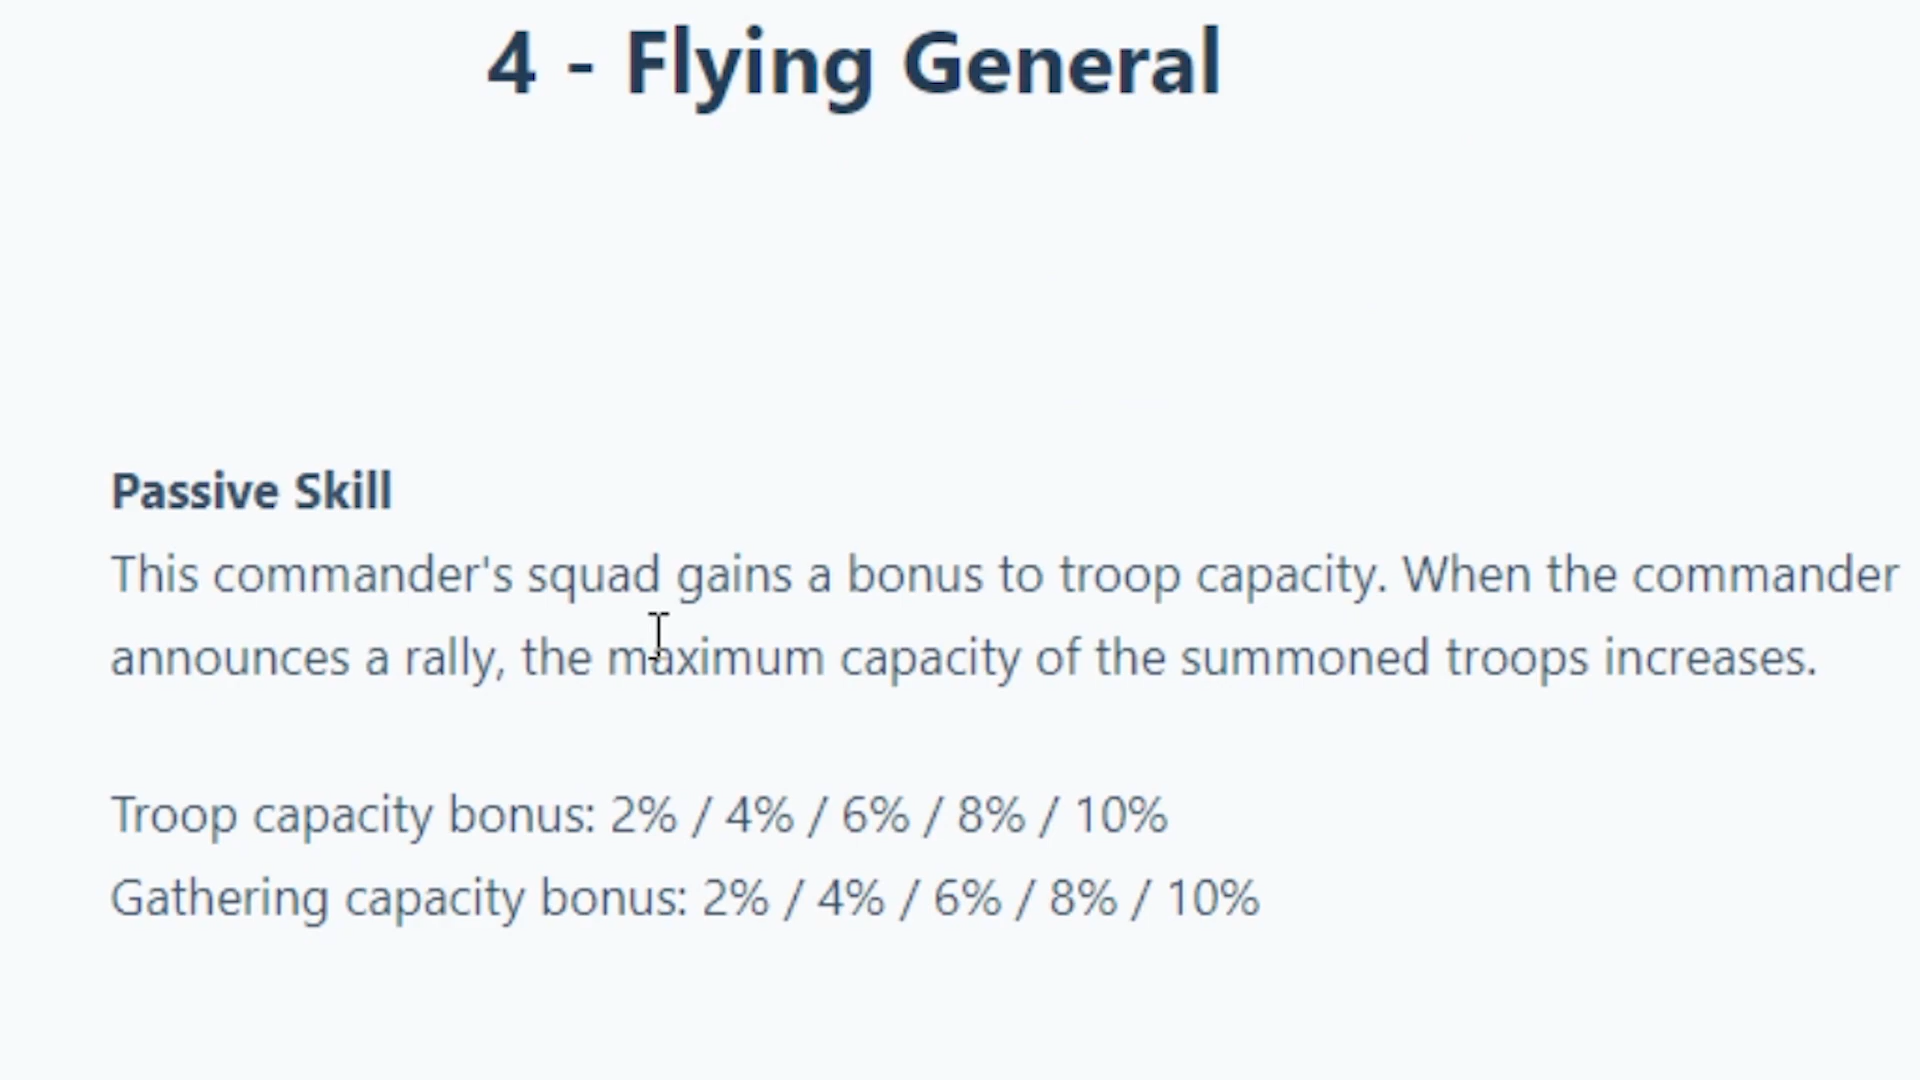 4 - Flying General
Passive Skill
This commander's squad gains a bonus to troop capacity. When the commander
announces a rally, the maximum capacity of the summoned troops increases.
Troop capacity bonus: 2% / 4% / 6% / 8% / 10%
Gathering capacity bonus: 2% / 4% / 6% / 8% / 10%